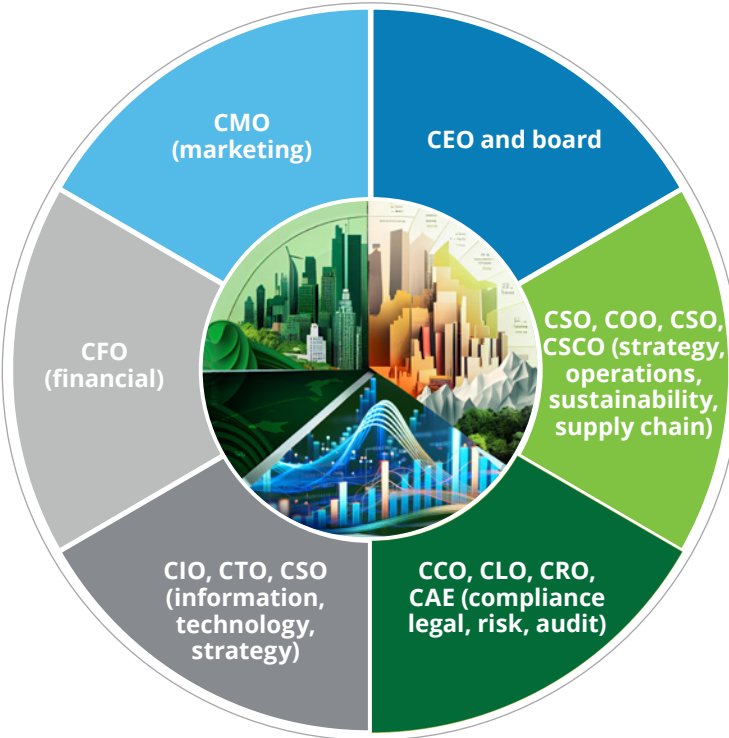 CMO
(marketing)
CEO and board
CFO
(financial)
CSO, COO, CSO,
CSCO (strategy,
operations,
sustainability,
supply chain)
CIO, CTO, CSO
(information,
technology,
strategy)
CCO, CLO, CRO,
CAE (compliance
legal, risk, audit)